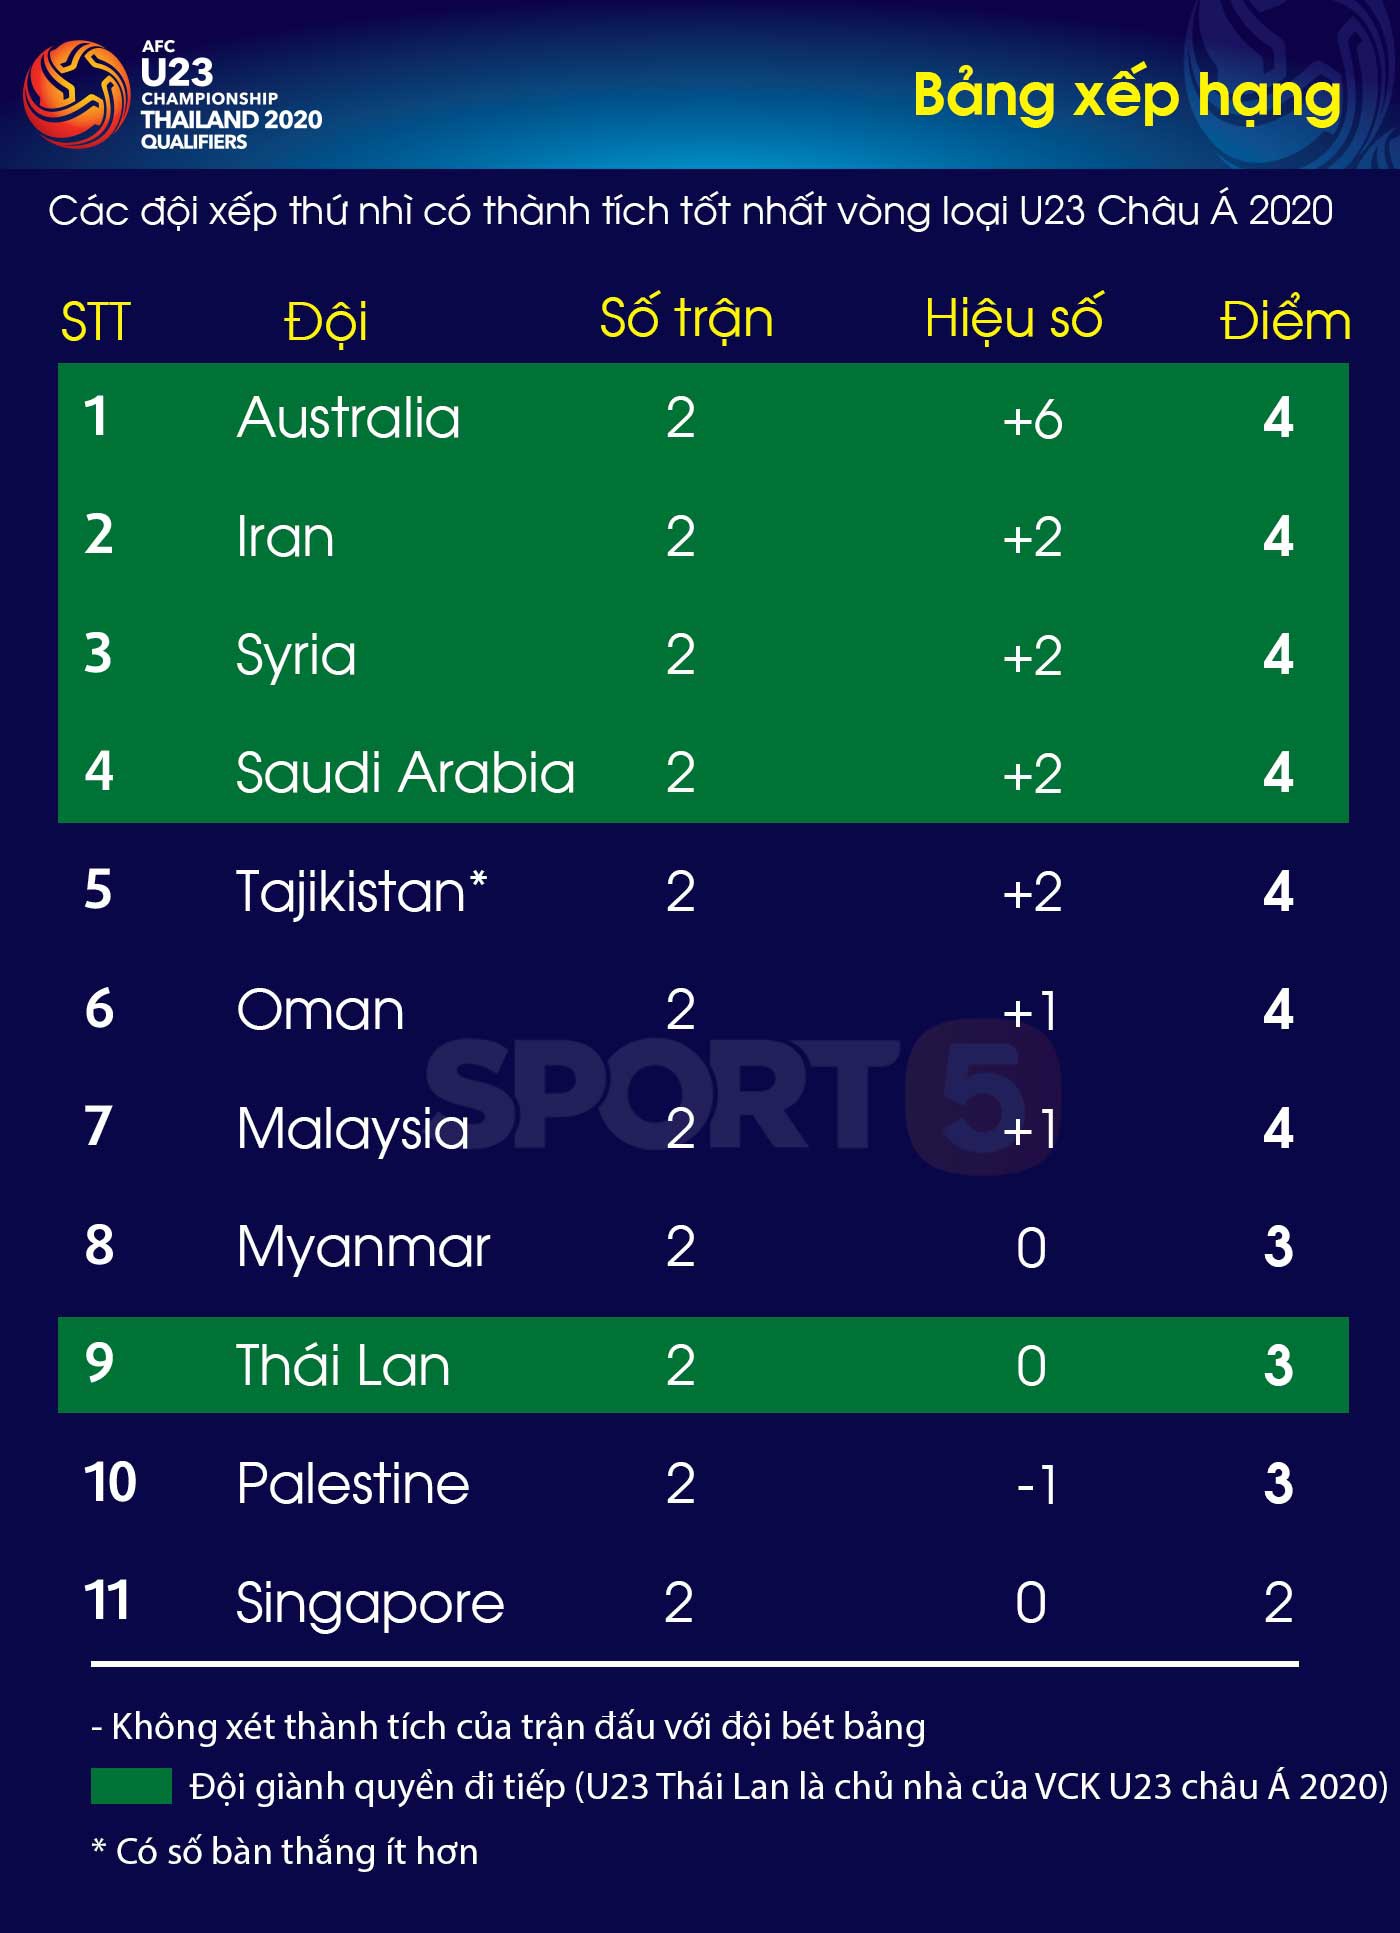 AFC
U23
CHAMPIONSHIP
THAILAND 2020
QUALIFIERS
Bảng xếp hạng
Các đội xếp thứ nhì có thành tích tốt nhất vòng loại U23 Châu Á 2020
STT Đội Số trận Hiệu số Điểm
1 Australia 2 +6 4
2 Iran 2 +2 4
3 Syria 2 +2 4
4 Saudi Arabia 2 +2 4
5 Tajikistan* 2 +2 4
6 Oman 2 +1 4
SPORT 5
7 Malaysia 2 +1 4
8 Myanmar 2 0 3
9 Thái Lan 2 0 3
10 Palestine 2 -1 3
11 Singapore 2 0 2
- Không xét thành tích của trận đấu với đội bét bảng
Đội giành quyền đi tiếp (U23 Thái Lan là chủ nhà của VCK U23 châu Á 2020)
* Có số bàn thắng ít hơn